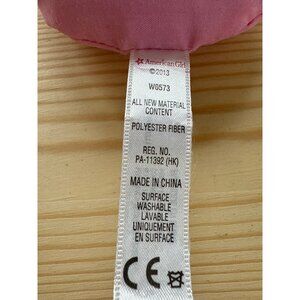 American Girl
©2013
W6573
ALL NEW MATERIAL
CONTENT
POLYESTER FIBER
REG. NO.
PA-11392 (HK)
MADE IN CHINA
SURFACE
WASHABLE
LAVABLE
UNIQUEMENT
EN SURFACE
CE